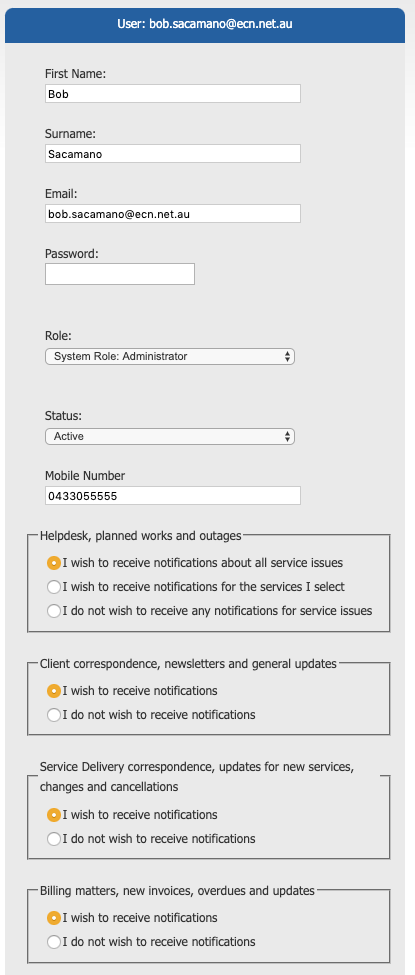 User: bob.sacamano@ecn.net.au
First Name:
Bob
Surname:
Sacamano
Email:
bob.sacamano@ecn.net.au
Password:
Role:
System Role: Administrator
Status:
Active
Mobile Number
0433055555
Helpdesk, planned works and outages
I wish to receive notifications about all service issues
I wish to receive notifications for the services I select
I do not wish to receive any notifications for service issues
Client correspondence, newsletters and general updates
I wish to receive notifications
I do not wish to receive notifications
Service Delivery correspondence, updates for new services,
changes and cancellations
I wish to receive notifications
I do not wish to receive notifications
Billing matters, new invoices, overdues and updates
I wish to receive notifications
I do not wish to receive notifications